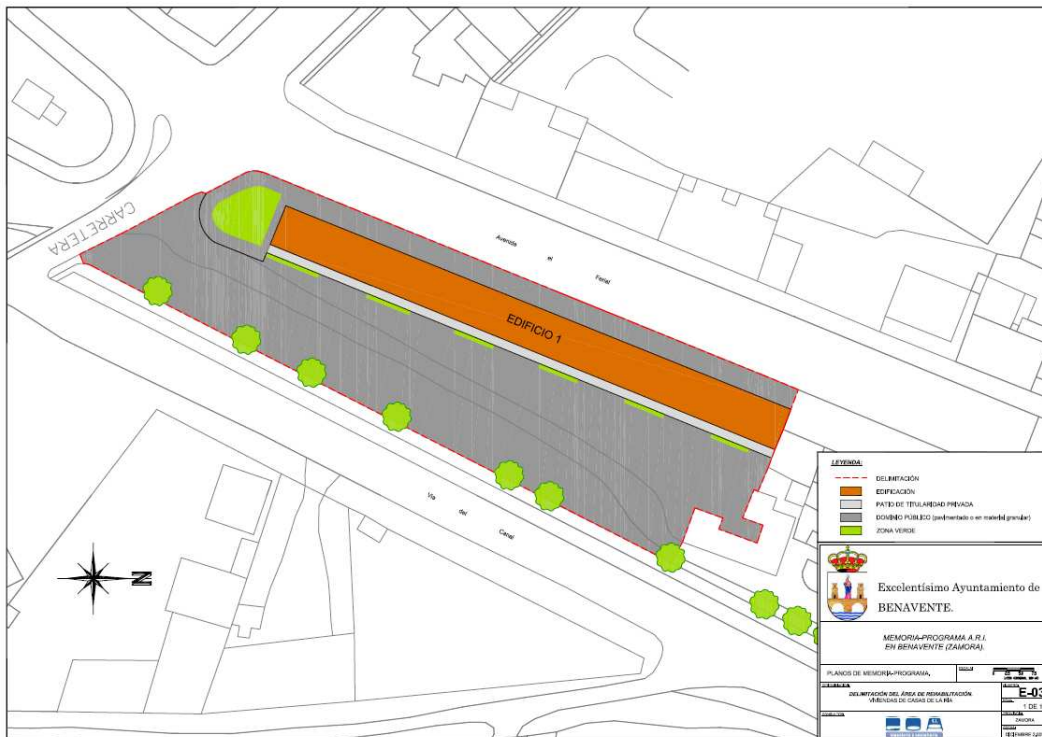 CARRETERA
Avenida
el
Ferial
EDIFICIO 1
Vía
del
Canal
N
LEYENDA:
DELIMITACIÓN
EDIFICACIÓN
PATIO DE TITULARIDAD PRIVADA
DOMINIO PÚBLICO (pavimentado o en material granular)
ZONA VERDE
Excelentísimo Ayuntamiento de
BENAVENTE.
MEMORIA-PROGRAMA A.R.I.
EN BENAVENTE (ZAMORA).
PLANOS DE MEMORIA-PROGRAMA.
DELIMITACIÓN DEL ÁREA DE REHABILITACIÓN.
VIVIENDAS DE CASAS DE LA RÍA
E-03
1 DE 1
ZAMORA